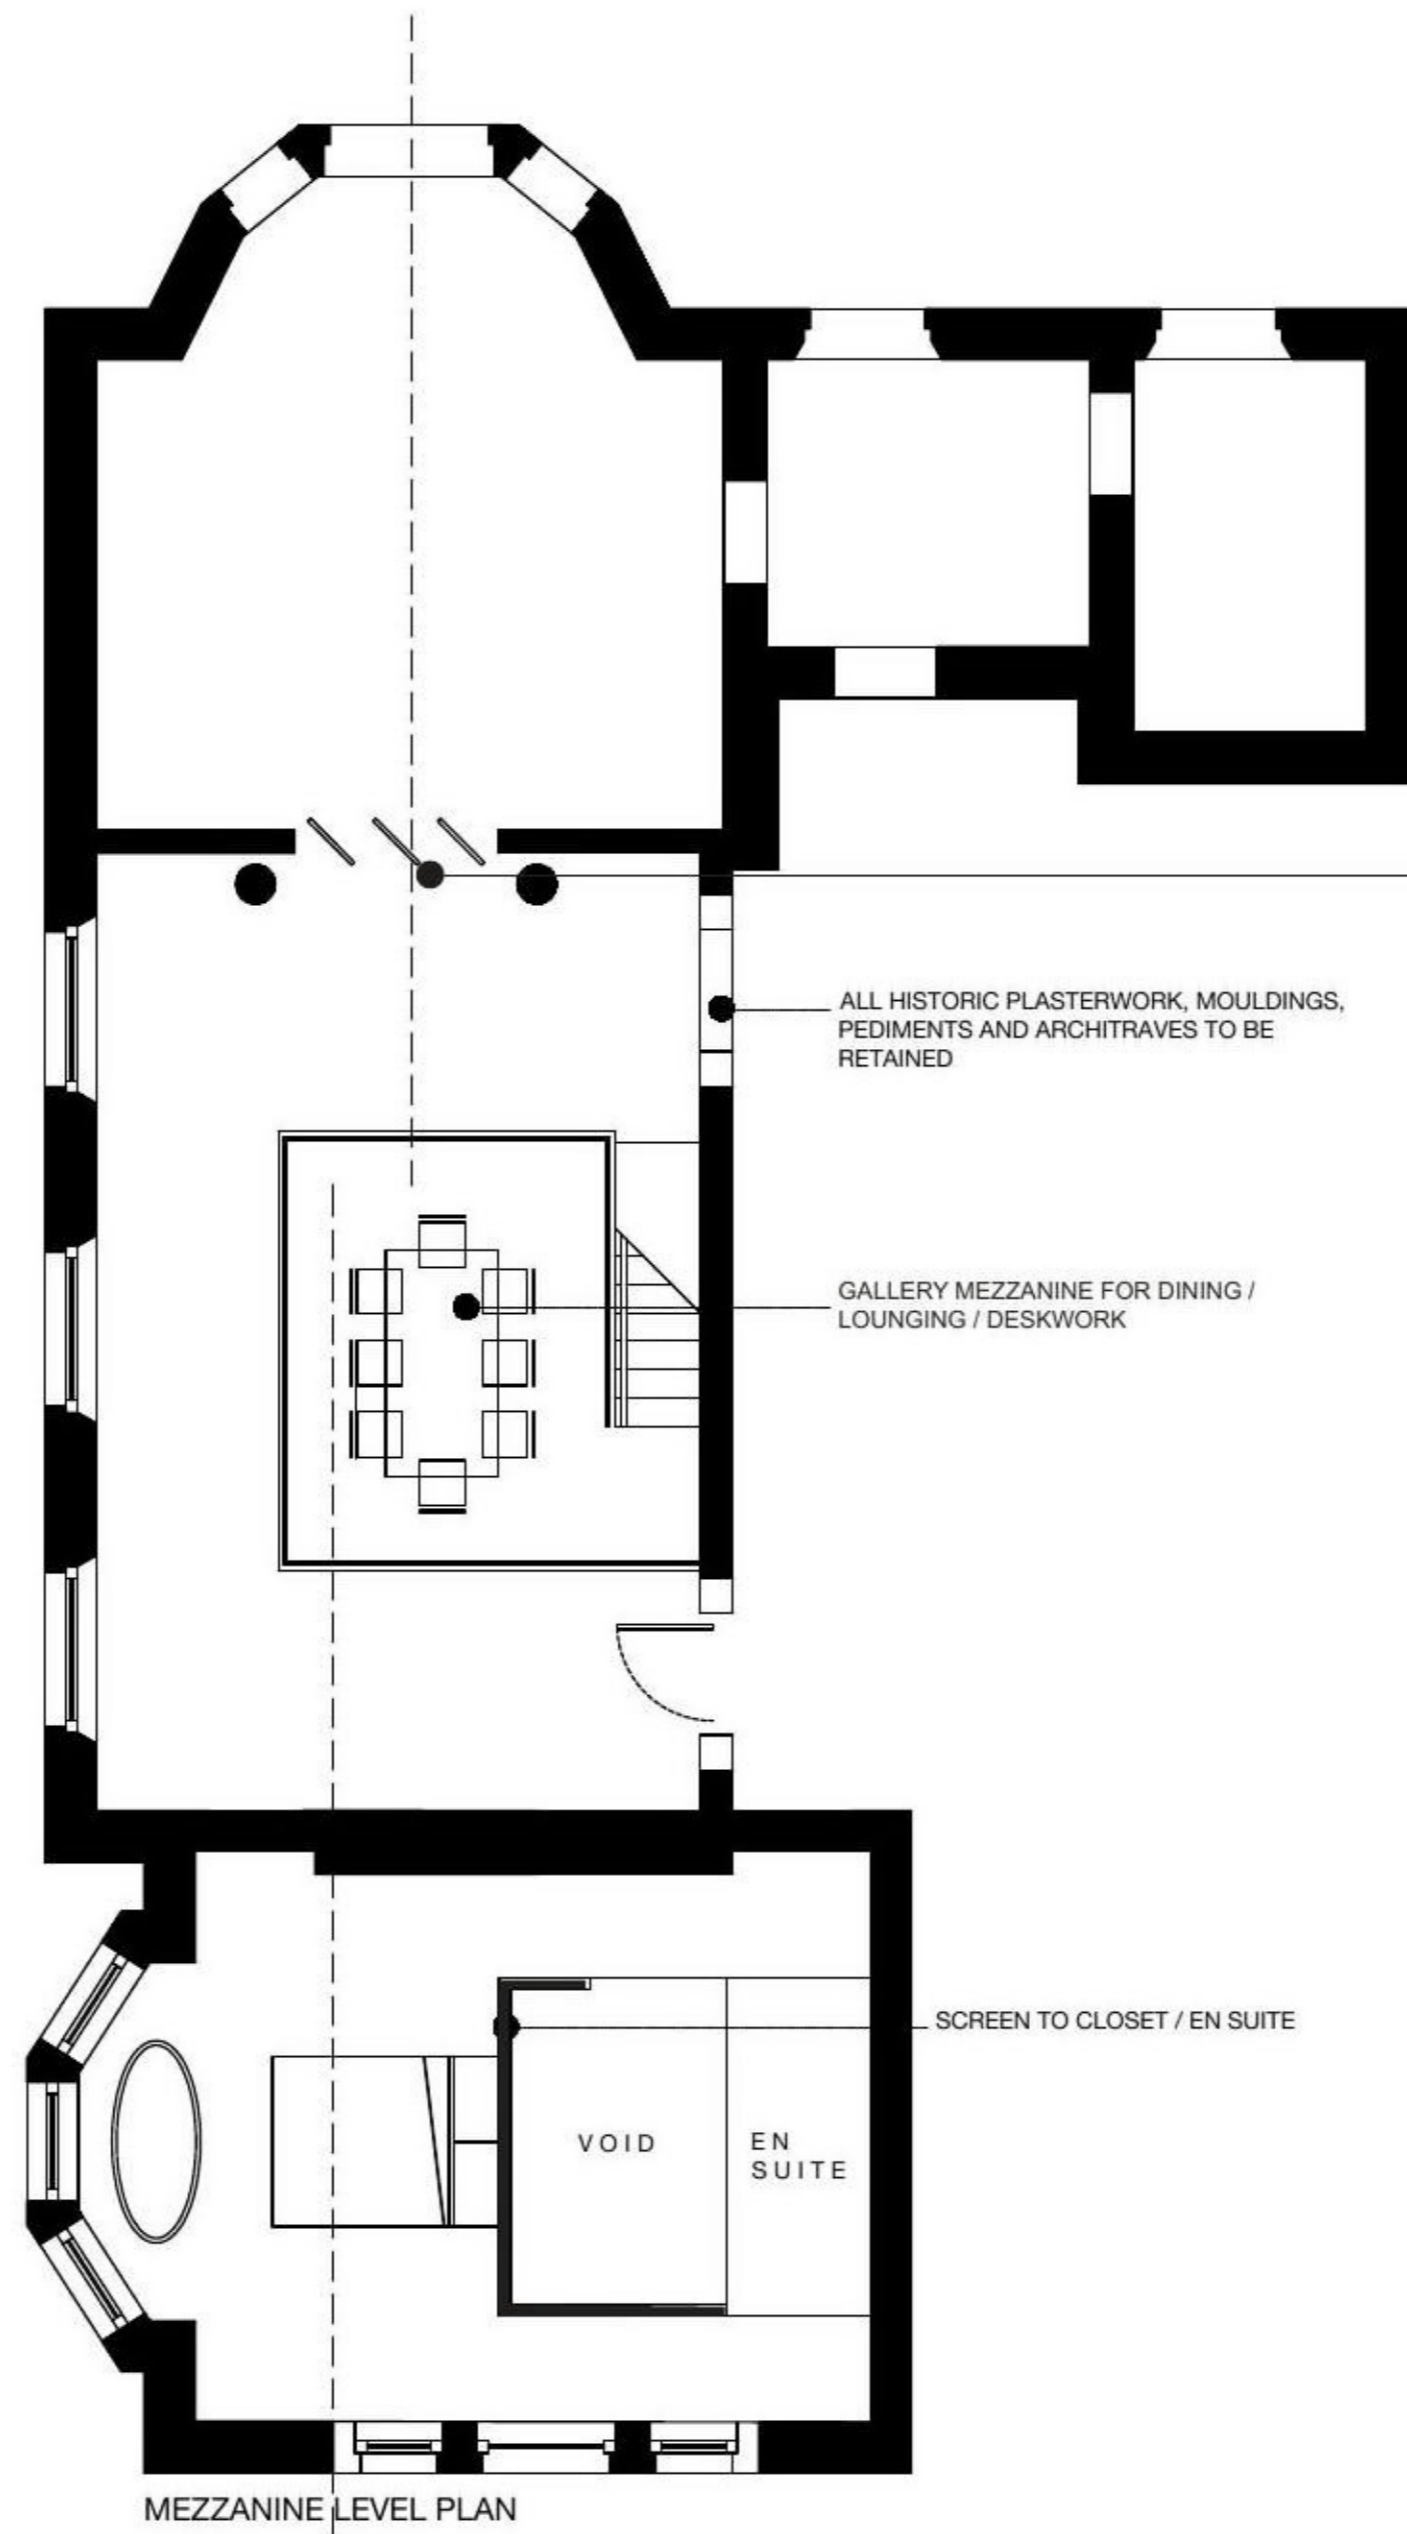 ALL HISTORIC PLASTERWORK, MOULDINGS,
PEDIMENTS AND ARCHITRAVES TO BE
RETAINED
GALLERY MEZZANINE FOR DINING /
LOUNGING / DESKWORK
SCREEN TO CLOSET / EN SUITE
VOID
EN
SUITE
MEZZANINE LEVEL PLAN